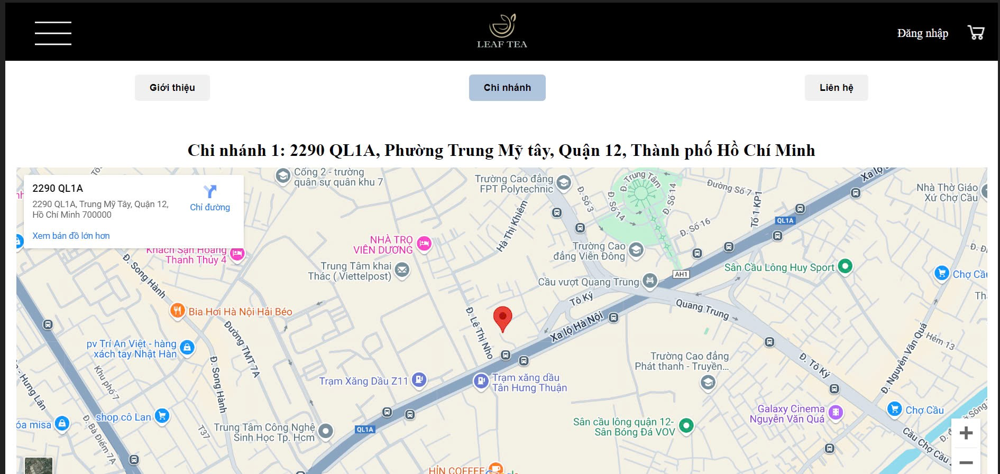 LEAF TEA
Đăng nhập
Giới thiệu
Chi nhánh
Liên hệ
Chi nhánh 1: 2290 QL1A, Phường Trung Mỹ tây, Quận 12, Thành phố Hồ Chí Minh
2290 QL1A
2290 QL1A, Trung Mỹ Tây, Quận 12,
Hồ Chí Minh 700000
Chỉ đường
Xem bản đồ lớn hơn
Cổng 2 - trường
quân sự quân khu 7
Trường Cao đẳng
FPT Polytechnic
Đ. Trung Tâm
Đ. Số 3
Đ. Số 14
Đ. Số 14
Đường Số 7
Xa lộ
Nhà Thờ Giáo
Xứ Chợ Cầu
Tổ 1 KP1
QL1A
Đ. Số 16
Hà Thị Khiêm
NHÀ TRỌ
VIÊN DƯƠNG
Khách Sạn Hoàng
Thanh Thủy 4
Trung Tâm khai
Thác ( Viettelpost)
Trường Cao
đẳng Viễn Đông
Sân Cầu Lông Huy Sport
AH1
Cầu vượt Quang Trung
Chợ Cầu
Đ. Song Hành
Tô Ký
Quang Trung
Bia Hơi Hà Nội Hải Béo
Đ. Lê Thị Nho
Xa lộ Hà Nội
Đường TMT 7A
pv Trí An Việt - hàng
xách tay Nhật Hàn
Hẻm 13
Đ. Nguyễn Văn Quá
Trường Cao đẳng
Phát thanh - Truyền...
Đ. Tô Ký
Khu phố 7
Đ. Song Hành
- Hưng Lân
Trạm Xăng Dầu Z11
Trạm xăng dầu
Tân Hưng Thuận
Galaxy Cinema
Nguyễn Văn Quá
Chợ Cầu
shop cô Lan
óa misa
Đ. Bà Điểm 7A
T37
Trung Tâm Công Nghệ
Sinh Học Tp. Hcm
QL1A
Sân cầu lông quận 12-
Sân Bóng Đá VOV
Cầu Chợ Cầu
HỈN COFFEE